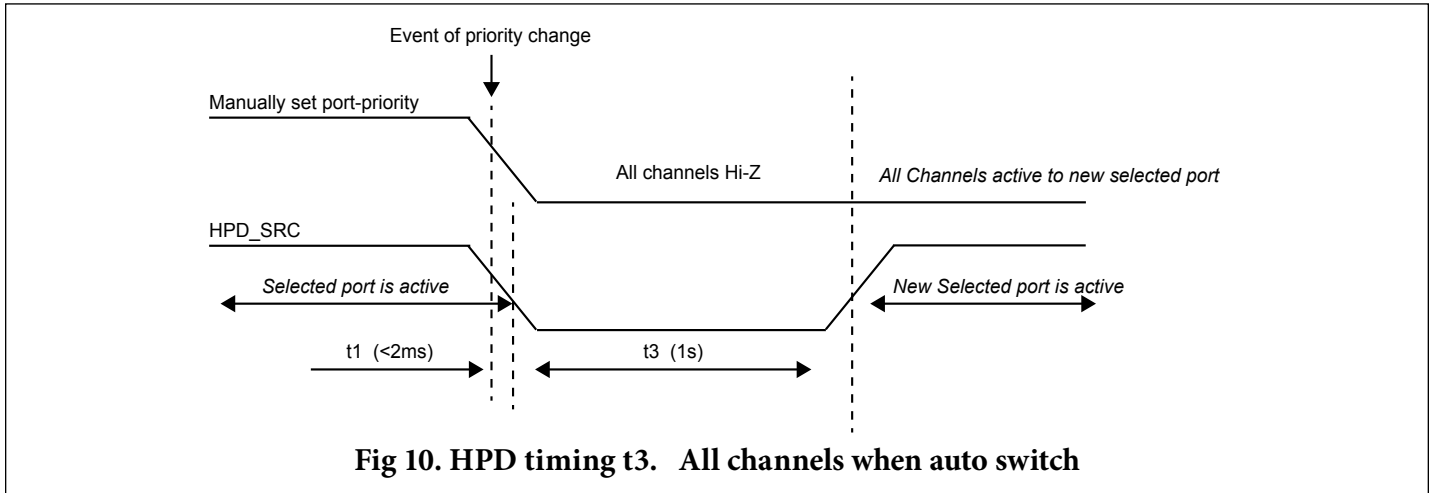 Event of priority change
Manually set port-priority
All channels Hi-Z
All Channels active to new selected port
HPD_SRC
Selected port is active
New Selected port is active
t1 (<2ms)
t3 (1s)
Fig 10. HPD timing t3. All channels when auto switch